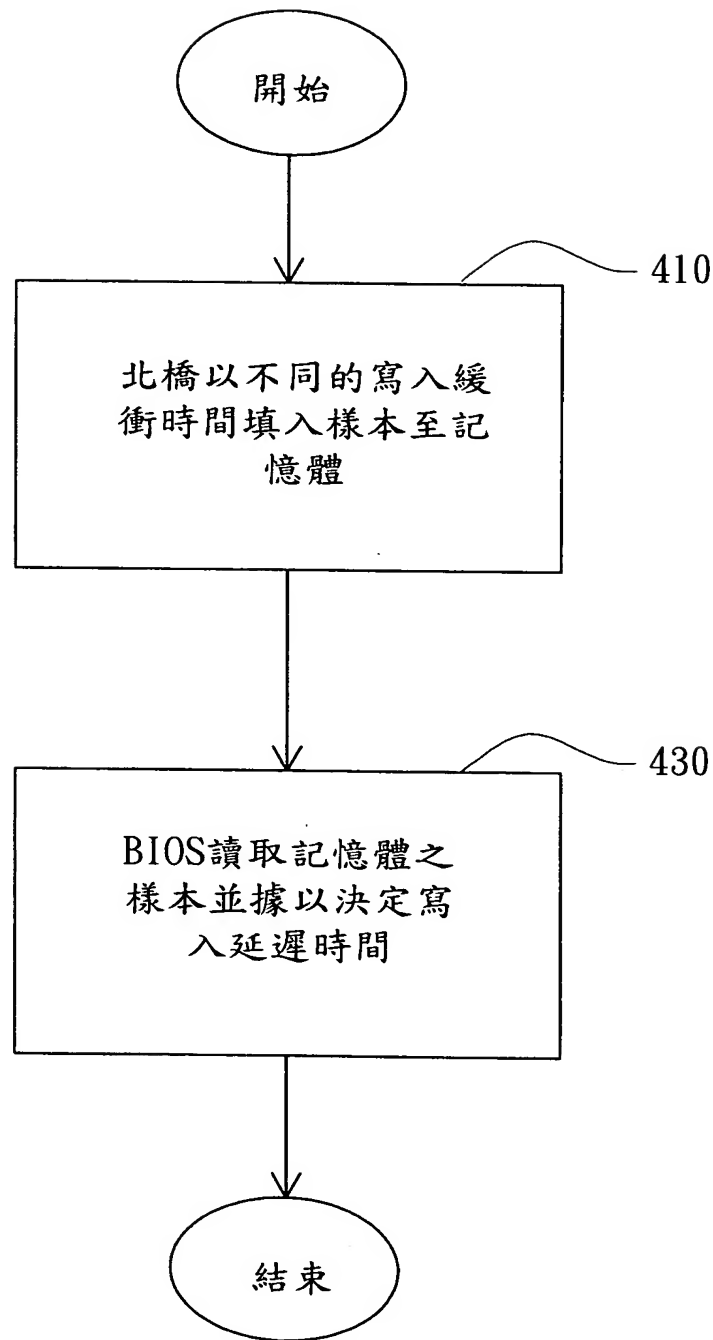 開始
410
北橋以不同的寫入緩
衝時間填入樣本至記
憶體
430
BIOS讀取記憶體之
樣本並據以決定寫
入延遲時間
結束